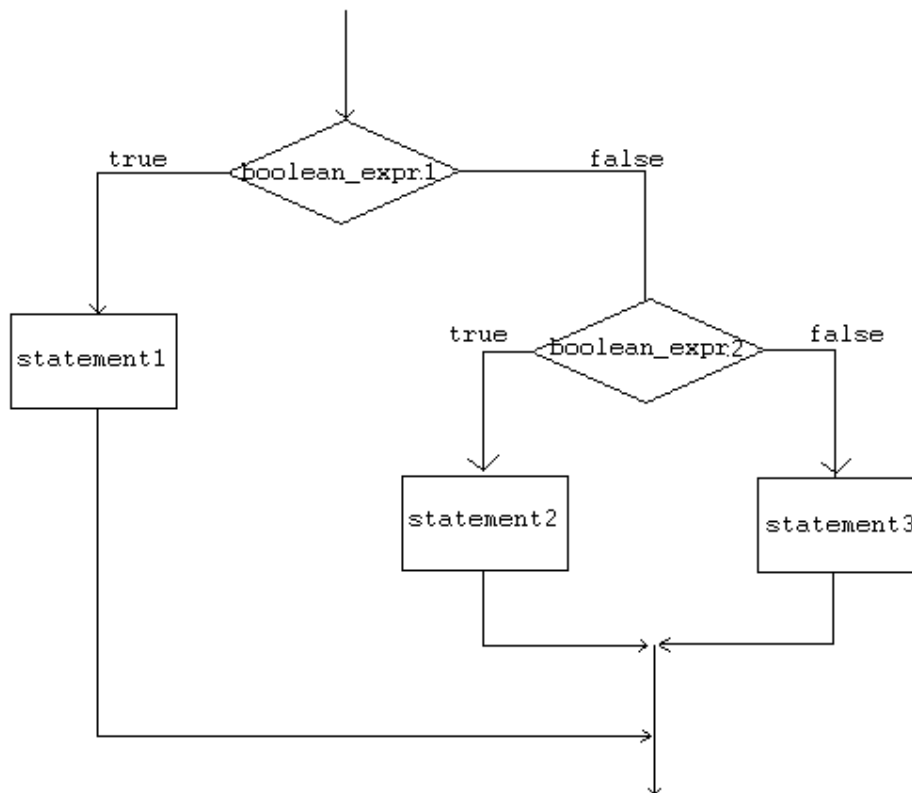 true
false
boolean_expr1
true
false
boolean_expr2
statement1
statement2
statement3